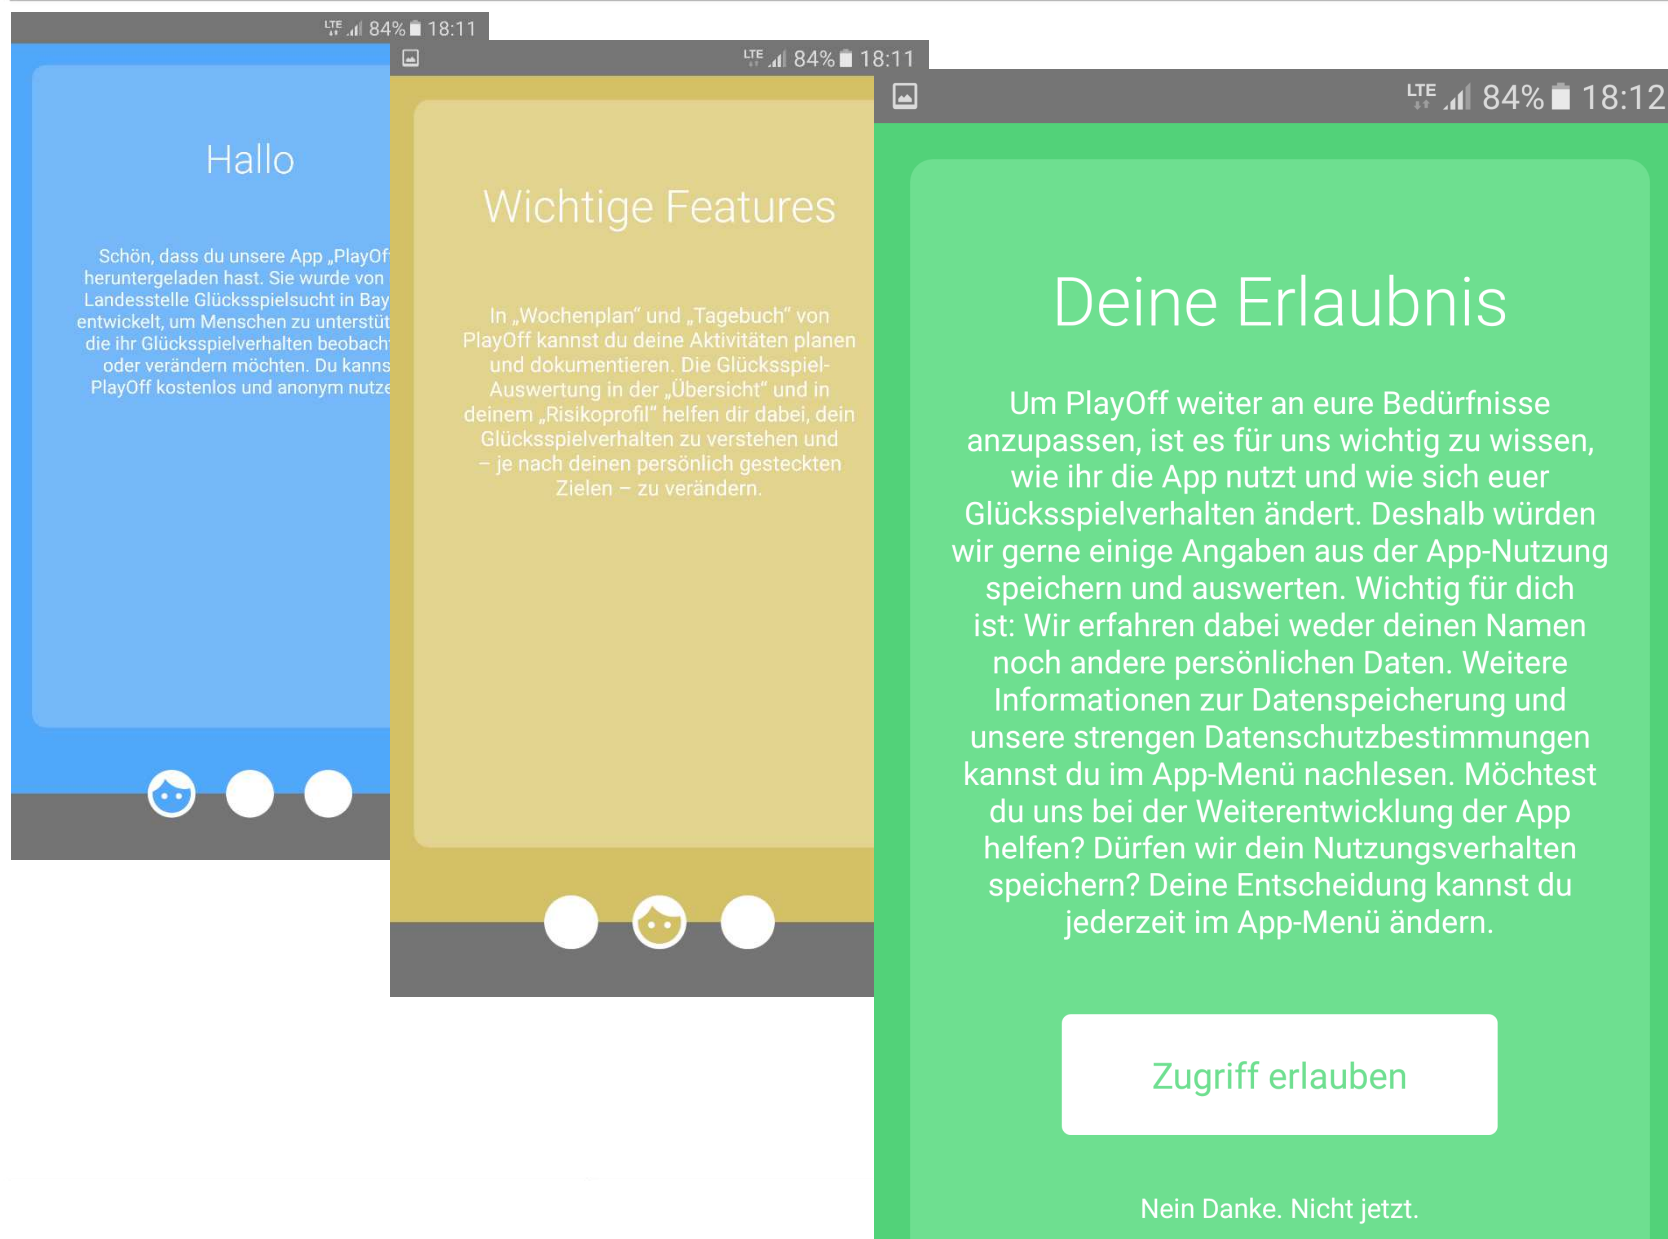 LTE 84% 18:11
Hallo
Schön, dass du unsere App „PlayOf
heruntergeladen hast. Sie wurde von
Landesstelle Glücksspielsucht in Bay
entwickelt, um Menschen zu unterstüt
die ihr Glücksspielverhalten beobach
oder verändern möchten. Du kanns
PlayOff kostenlos und anonym nutze
LTE 84% 18:11
Wichtige Features
In „Wochenplan“ und „Tagebuch“ von
PlayOff kannst du deine Aktivitäten planen
und dokumentieren. Die Glücksspiel-
Auswertung in der „Übersicht“ und in
deinem „Risikoprofil“ helfen dir dabei, dein
Glücksspielverhalten zu verstehen und
– je nach deinen persönlich gesteckten
Zielen – zu verändern.
LTE 84% 18:12
Deine Erlaubnis
Um PlayOff weiter an eure Bedürfnisse
anzupassen, ist es für uns wichtig zu wissen,
wie ihr die App nutzt und wie sich euer
Glücksspielverhalten ändert. Deshalb würden
wir gerne einige Angaben aus der App-Nutzung
speichern und auswerten. Wichtig für dich
ist: Wir erfahren dabei weder deinen Namen
noch andere persönlichen Daten. Weitere
Informationen zur Datenspeicherung und
unsere strengen Datenschutzbestimmungen
kannst du im App-Menü nachlesen. Möchtest
du uns bei der Weiterentwicklung der App
helfen? Dürfen wir dein Nutzungsverhalten
speichern? Deine Entscheidung kannst du
jederzeit im App-Menü ändern.
Zugriff erlauben
Nein Danke. Nicht jetzt.